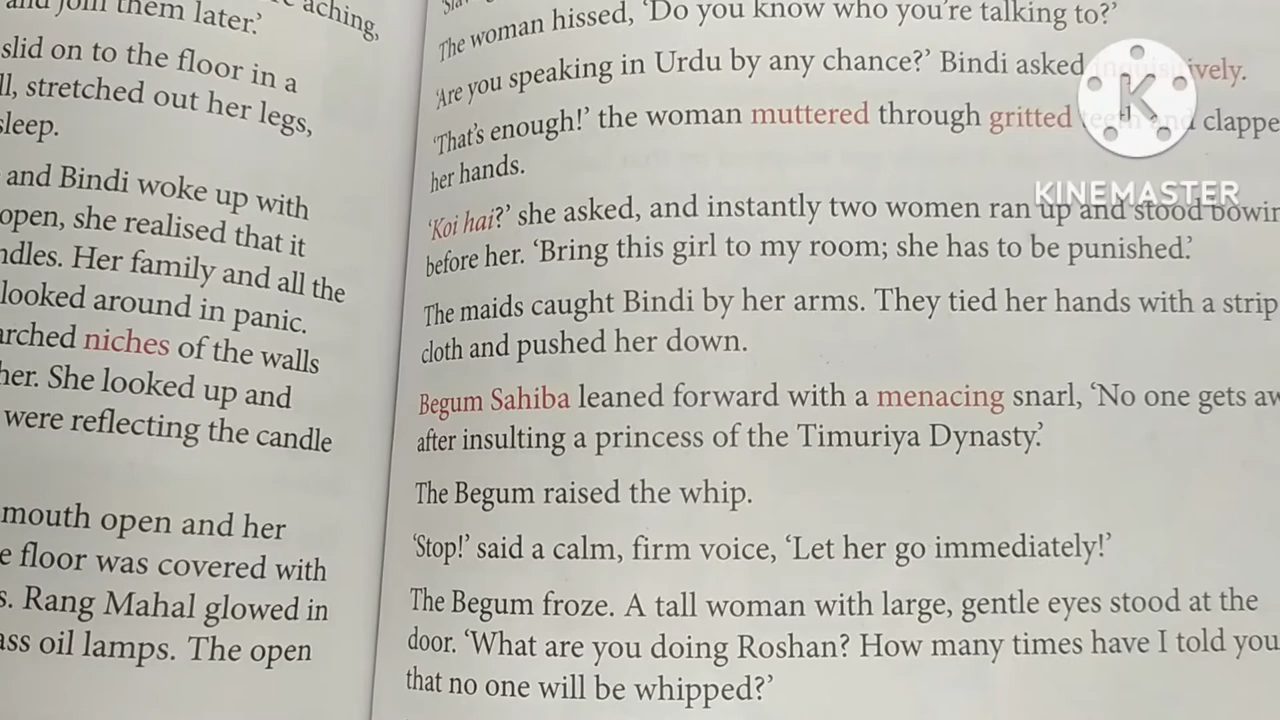 and join them later.’
aching,
slid on to the floor in a
ll, stretched out her legs,
sleep.
and Bindi woke up with
open, she realised that it
ndles. Her family and all the
looked around in panic.
arched niches of the walls
her. She looked up and
were reflecting the candle
mouth open and her
e floor was covered with
s. Rang Mahal glowed in
ass oil lamps. The open
The woman hissed, ‘Do you know who you’re talking to?’
‘Are you speaking in Urdu by any chance?’ Bindi asked inquisitively.
‘That’s enough!’ the woman muttered through gritted teeth and clappe
her hands.
‘Koi hai?’ she asked, and instantly two women ran up and stood bowin
before her. ‘Bring this girl to my room; she has to be punished.’
The maids caught Bindi by her arms. They tied her hands with a strip
cloth and pushed her down.
Begum Sahiba leaned forward with a menacing snarl, ‘No one gets aw
after insulting a princess of the Timuriya Dynasty.’
The Begum raised the whip.
‘Stop!’ said a calm, firm voice, ‘Let her go immediately!’
The Begum froze. A tall woman with large, gentle eyes stood at the
door. ‘What are you doing Roshan? How many times have I told you
that no one will be whipped?’
K
KINEMASTER